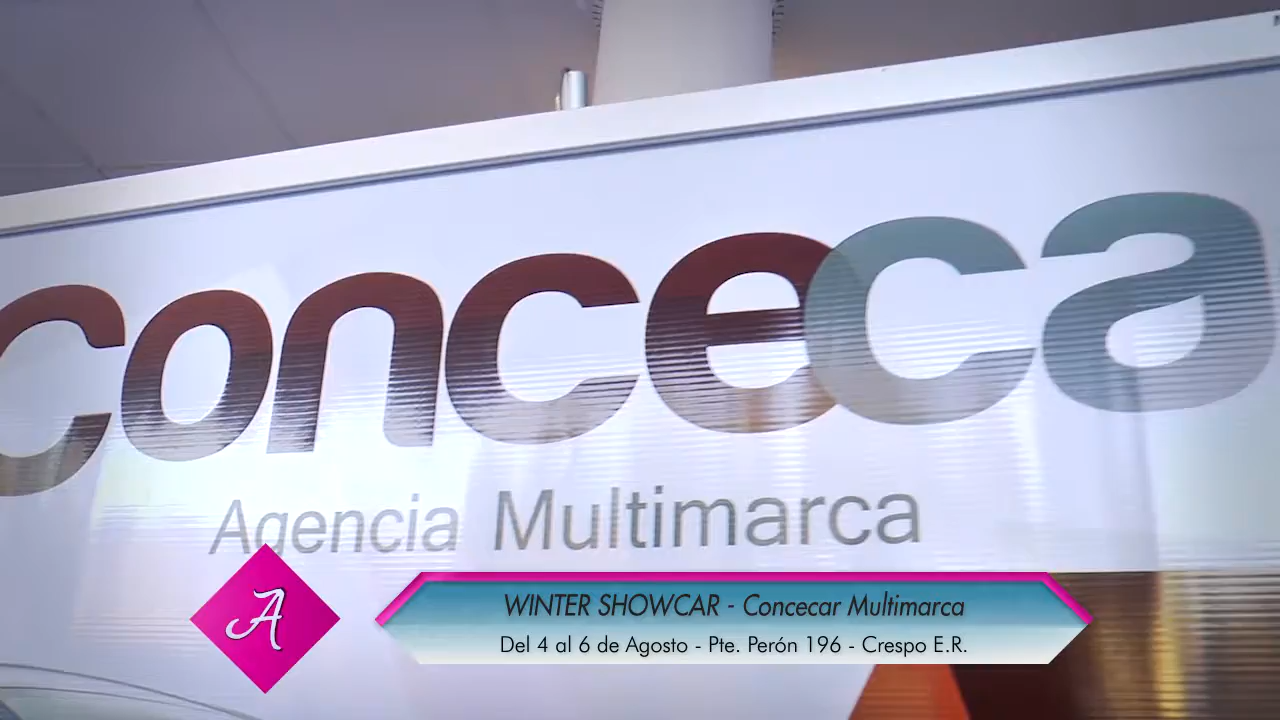 conceca
Agencia Multimarca
A
WINTER SHOWCAR - Concecar Multimarca
Del 4 al 6 de Agosto - Pte. Perón 196 - Crespo E.R.